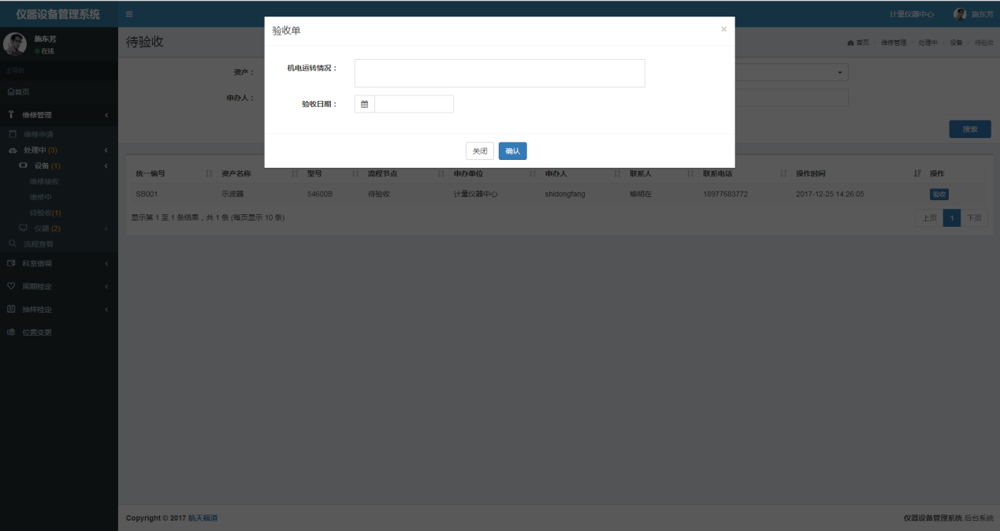 仪器设备管理系统
计量仪器中心 施东芳
施东芳
在线
主导航
首页
维修管理
维修申请
处理中 (3)
设备 (1)
维修接收
维修中
待验收(1)
仪器 (2)
流程查看
科室借调
周期检定
抽样检定
位置变更
待验收
首页 维修管理 处理中 设备 待验收
资产：
申办人：
搜索
验收单 ×
机电运转情况：
验收日期：
关闭 确认
统一编号 资产名称 型号 流程节点 申办单位 申办人 联系人 联系电话 操作时间 操作
SB001 示波器 54600B 待验收 计量仪器中心 shidongfang 明在 18977683772 2017-12-25 14:26:05 验收
显示第 1 至 1 条结果，共 1 条 (每页显示 10 条)
上页 1 下页
Copyright © 2017 航天福道
仪器设备管理系统 后台系统